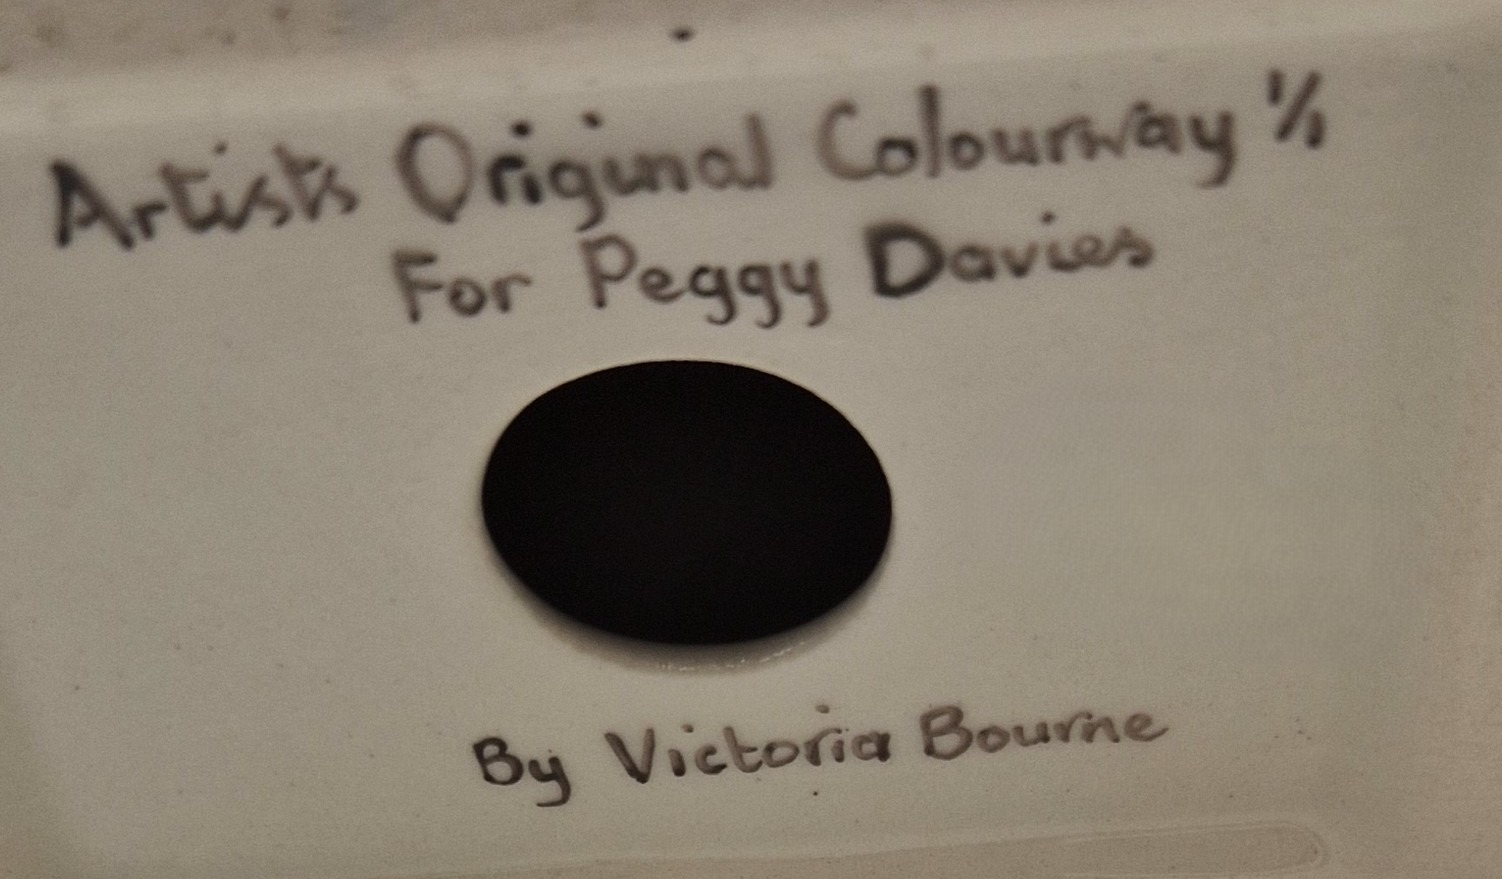 Artists Original Colourway 1/1
For Peggy Davies
By Victoria Bourne